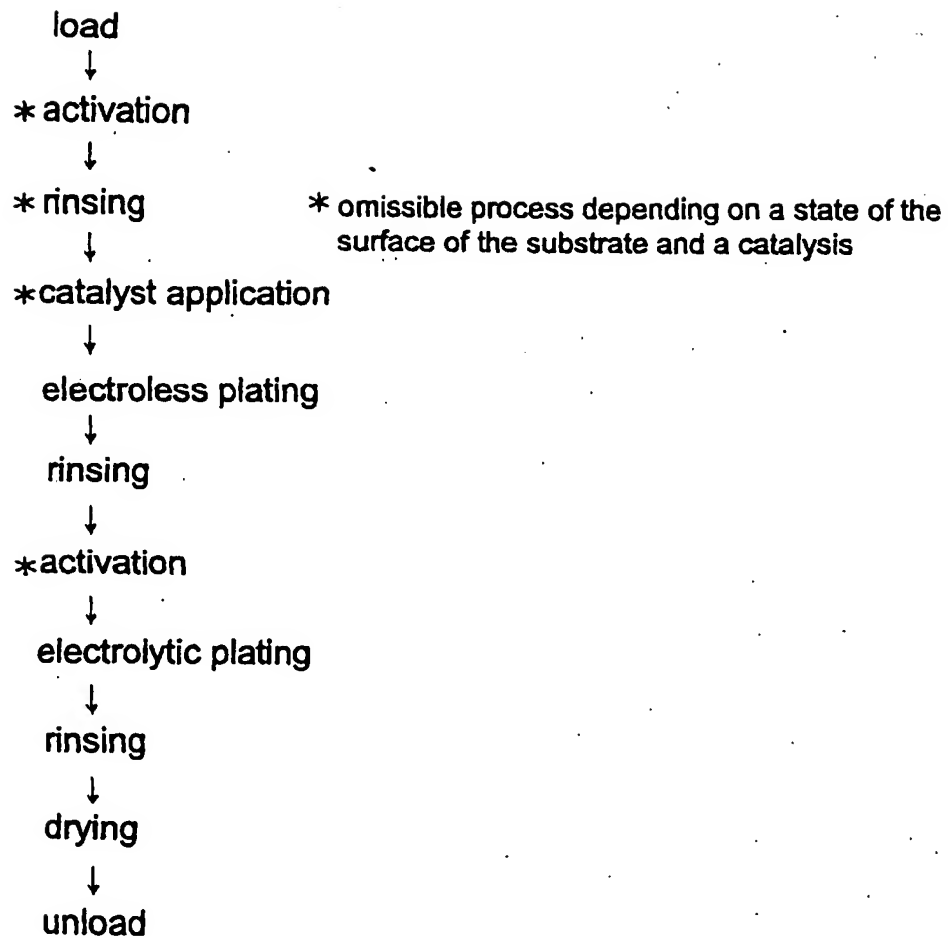 load
↓
* activation
↓
* rinsing
* omissible process depending on a state of the
surface of the substrate and a catalysis
↓
*catalyst application
↓
electroless plating
↓
rinsing
↓
*activation
↓
electrolytic plating
↓
rinsing
↓
drying
↓
unload